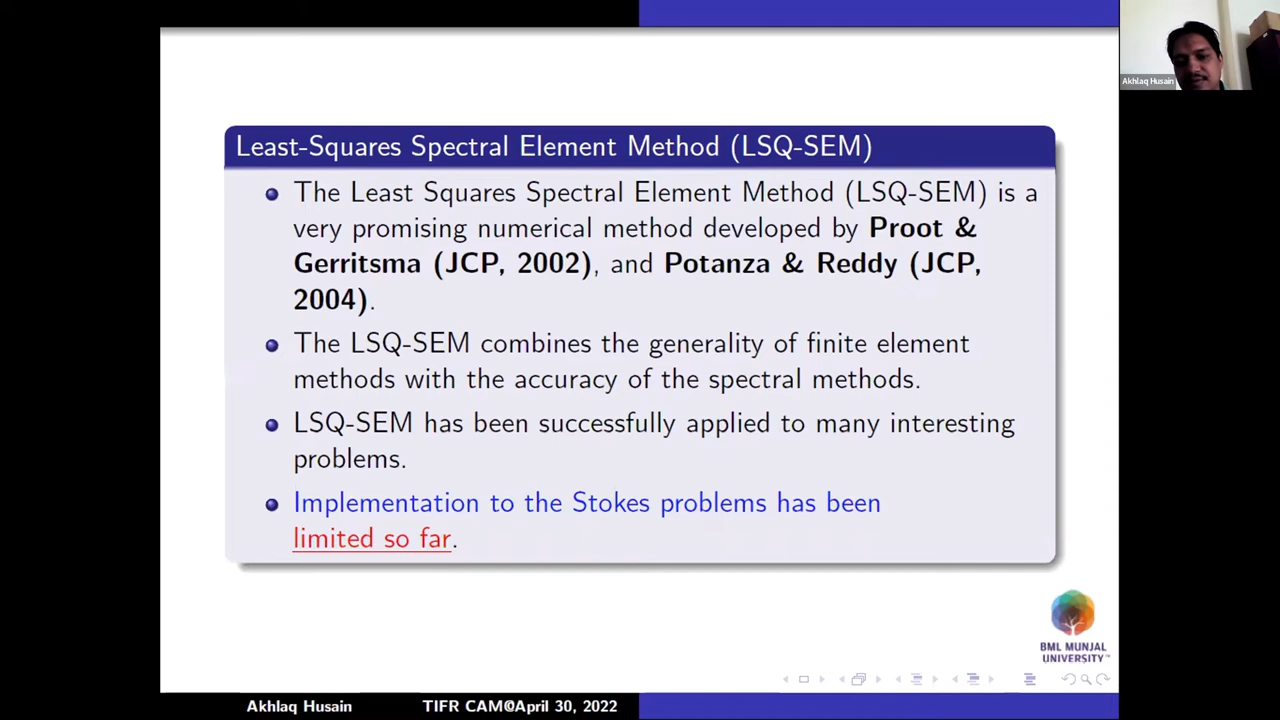 Akhlaq Husain
Least-Squares Spectral Element Method (LSQ-SEM)
The Least Squares Spectral Element Method (LSQ-SEM) is a
very promising numerical method developed by Proot &
Gerritsma (JCP, 2002), and Potanza & Reddy (JCP,
2004).
The LSQ-SEM combines the generality of finite element
methods with the accuracy of the spectral methods.
LSQ-SEM has been successfully applied to many interesting
problems.
Implementation to the Stokes problems has been
limited so far.
BML MUNJAL
UNIVERSITY™
Akhlaq Husain TIFR CAM@April 30, 2022